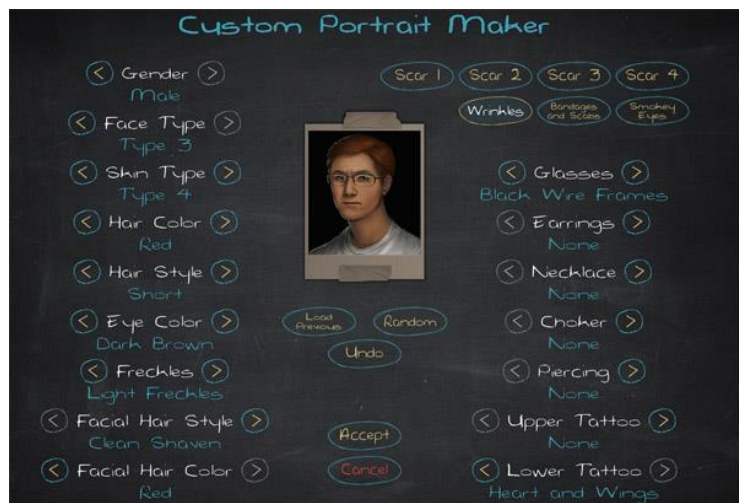 Custom Portrait Maker
Gender
Male
Face Type
Type 3
Skin Type
Type 4
Hair Color
Red
Hair Style
Short
Eye Color
Dark Brown
Freckles
Light Freckles
Facial Hair Style
Clean Shaven
Facial Hair Color
Red
Load
Previous
Random
Undo
Accept
Cancel
Scar 1 Scar 2 Scar 3 Scar 4
Wrinkles
Bandages
and Scabs
Smokey
Eyes
Glasses
Black Wire Frames
Earrings
None
Necklace
None
Choker
None
Piercing
None
Upper Tattoo
None
Lower Tattoo
Heart and Wings